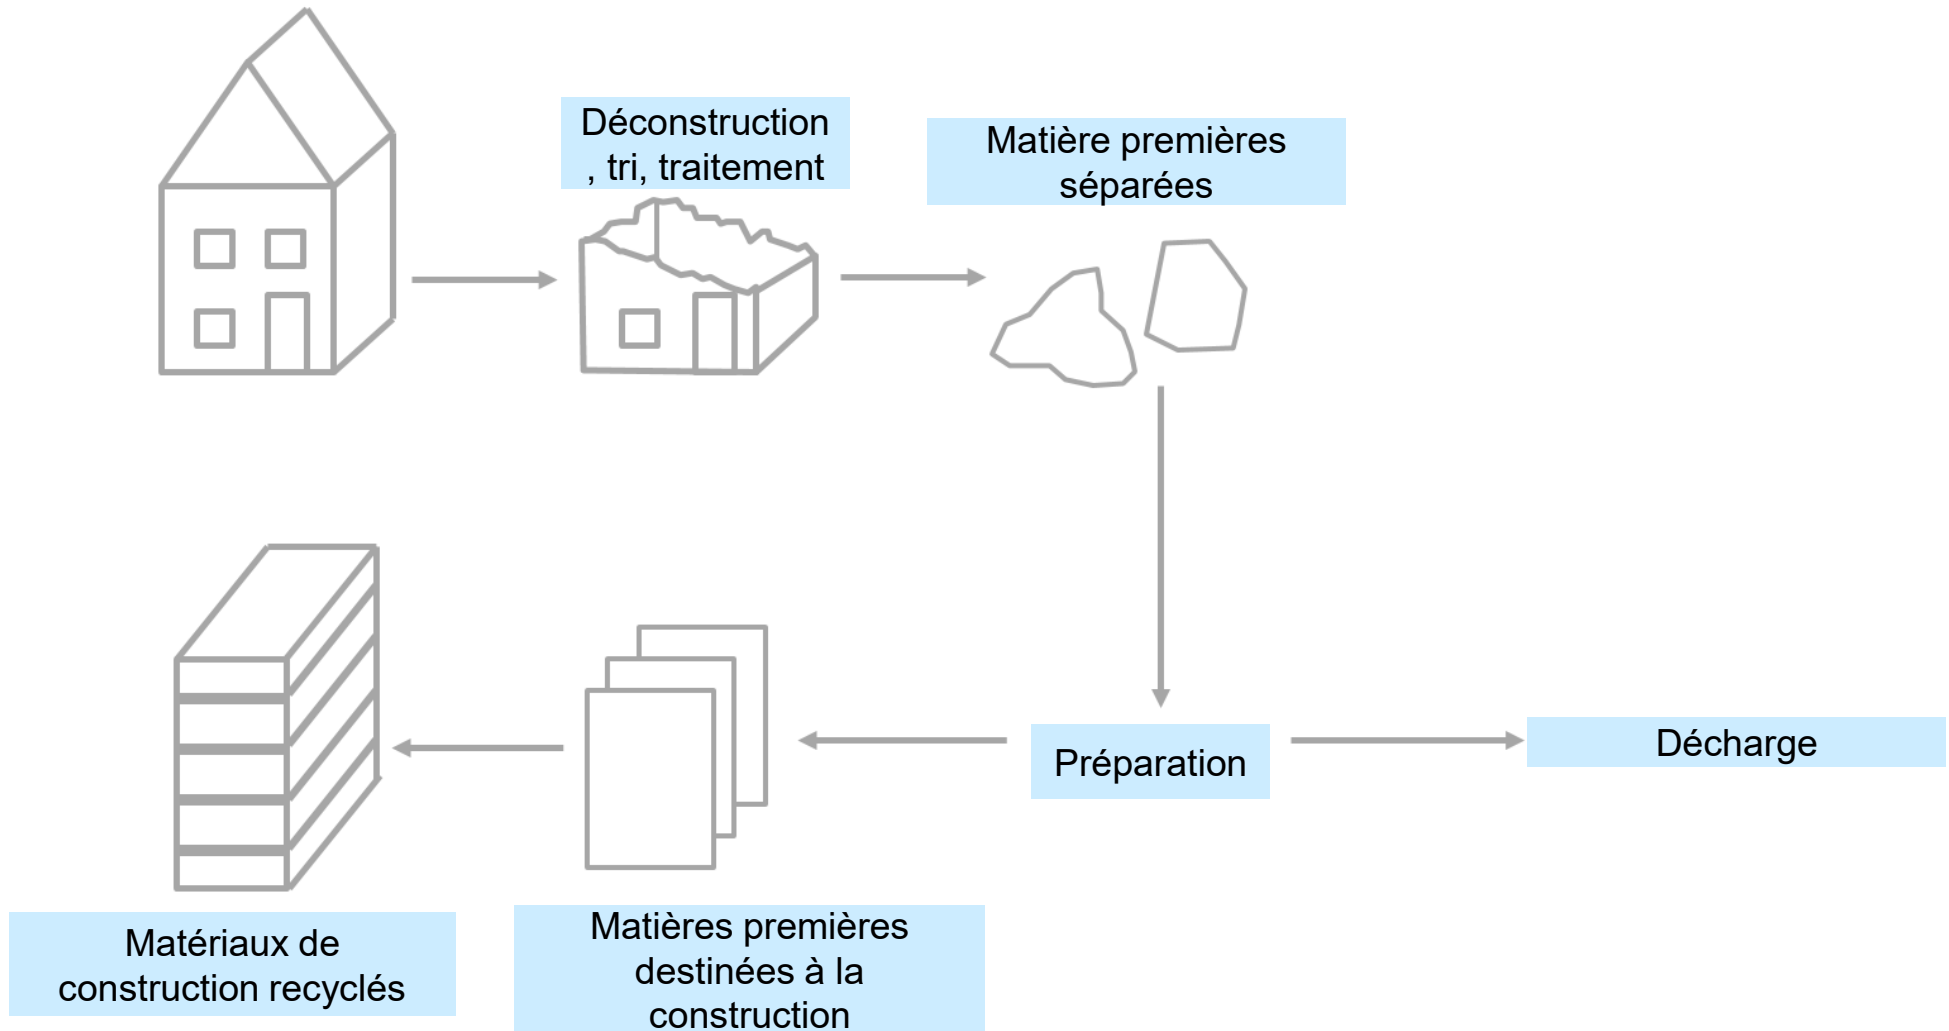 Déconstruction
, tri, traitement
Matière premières
séparées
Préparation
Décharge
Matériaux de
construction recyclés
Matières premières
destinées à la
construction